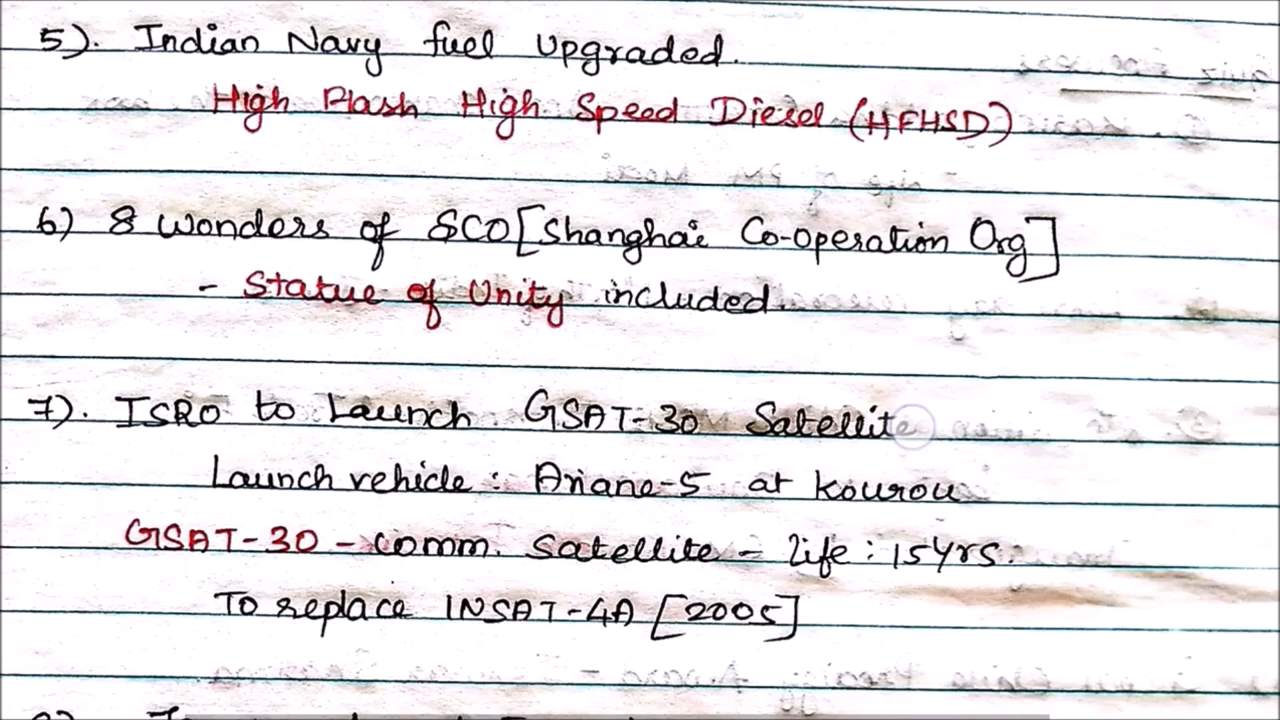 5). Indian Navy fuel upgraded.
High Flash High Speed Diesel (HFHSD)
6) 8 wonders of SCO [Shanghai Co-operation Org]
- Statue of Unity included.
7). ISRO to Launch GSAT-30 Satellite
Launch vehicle : Ariane-5 at Kourou
GSAT-30 - comm. satellite - life : 15 yrs.
To replace INSAT-4A [2005]